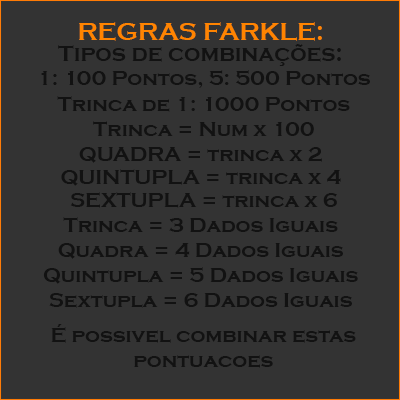 REGRAS FARKLE:
TIPOS DE COMBINAÇÕES:
1: 100 PONTOS, 5: 500 PONTOS
TRINCA DE 1: 1000 PONTOS
TRINCA = NUM X 100
QUADRA = TRINCA X 2
QUINTUPLA = TRINCA X 4
SEXTUPLA = TRINCA X 6
TRINCA = 3 DADOS IGUAIS
QUADRA = 4 DADOS IGUAIS
QUINTUPLA = 5 DADOS IGUAIS
SEXTUPLA = 6 DADOS IGUAIS
É POSSIVEL COMBINAR ESTAS
PONTUACOES